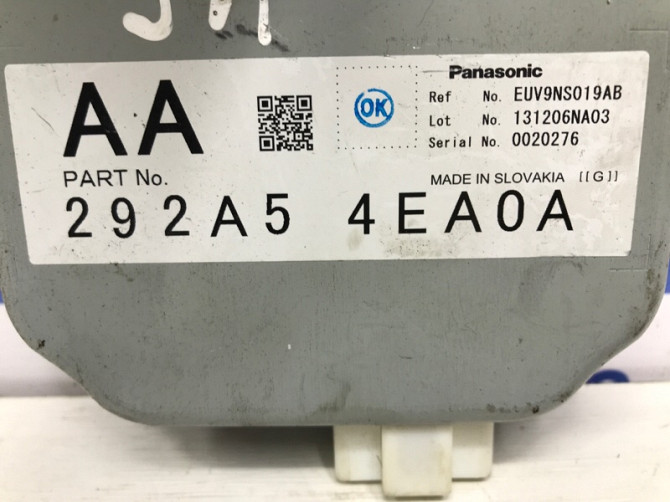 AA
OK
Panasonic
Ref No. EUV9NS019AB
Lot No. 131206NA03
Serial No. 0020276
PART No.
MADE IN SLOVAKIA [[G]]
292A5 4EA0A